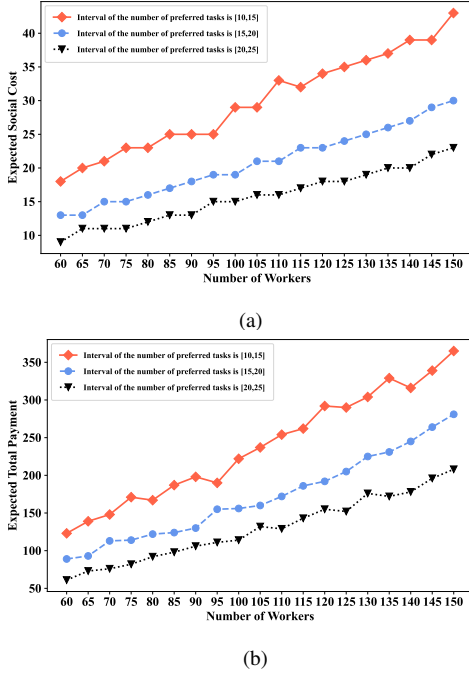 (a)
Interval of the number of preferred tasks is [10,15]
Interval of the number of preferred tasks is [15,20]
Interval of the number of preferred tasks is [20,25]
Expected Social Cost
40
35
30
25
20
15
10
60 65 70 75 80 85 90 95 100 105 110 115 120 125 130 135 140 145 150
Number of Workers
(a)
Interval of the number of preferred tasks is [10,15]
Interval of the number of preferred tasks is [15,20]
Interval of the number of preferred tasks is [20,25]
Expected Total Payment
350
300
250
200
150
100
50
60 65 70 75 80 85 90 95 100 105 110 115 120 125 130 135 140 145 150
Number of Workers
(b)